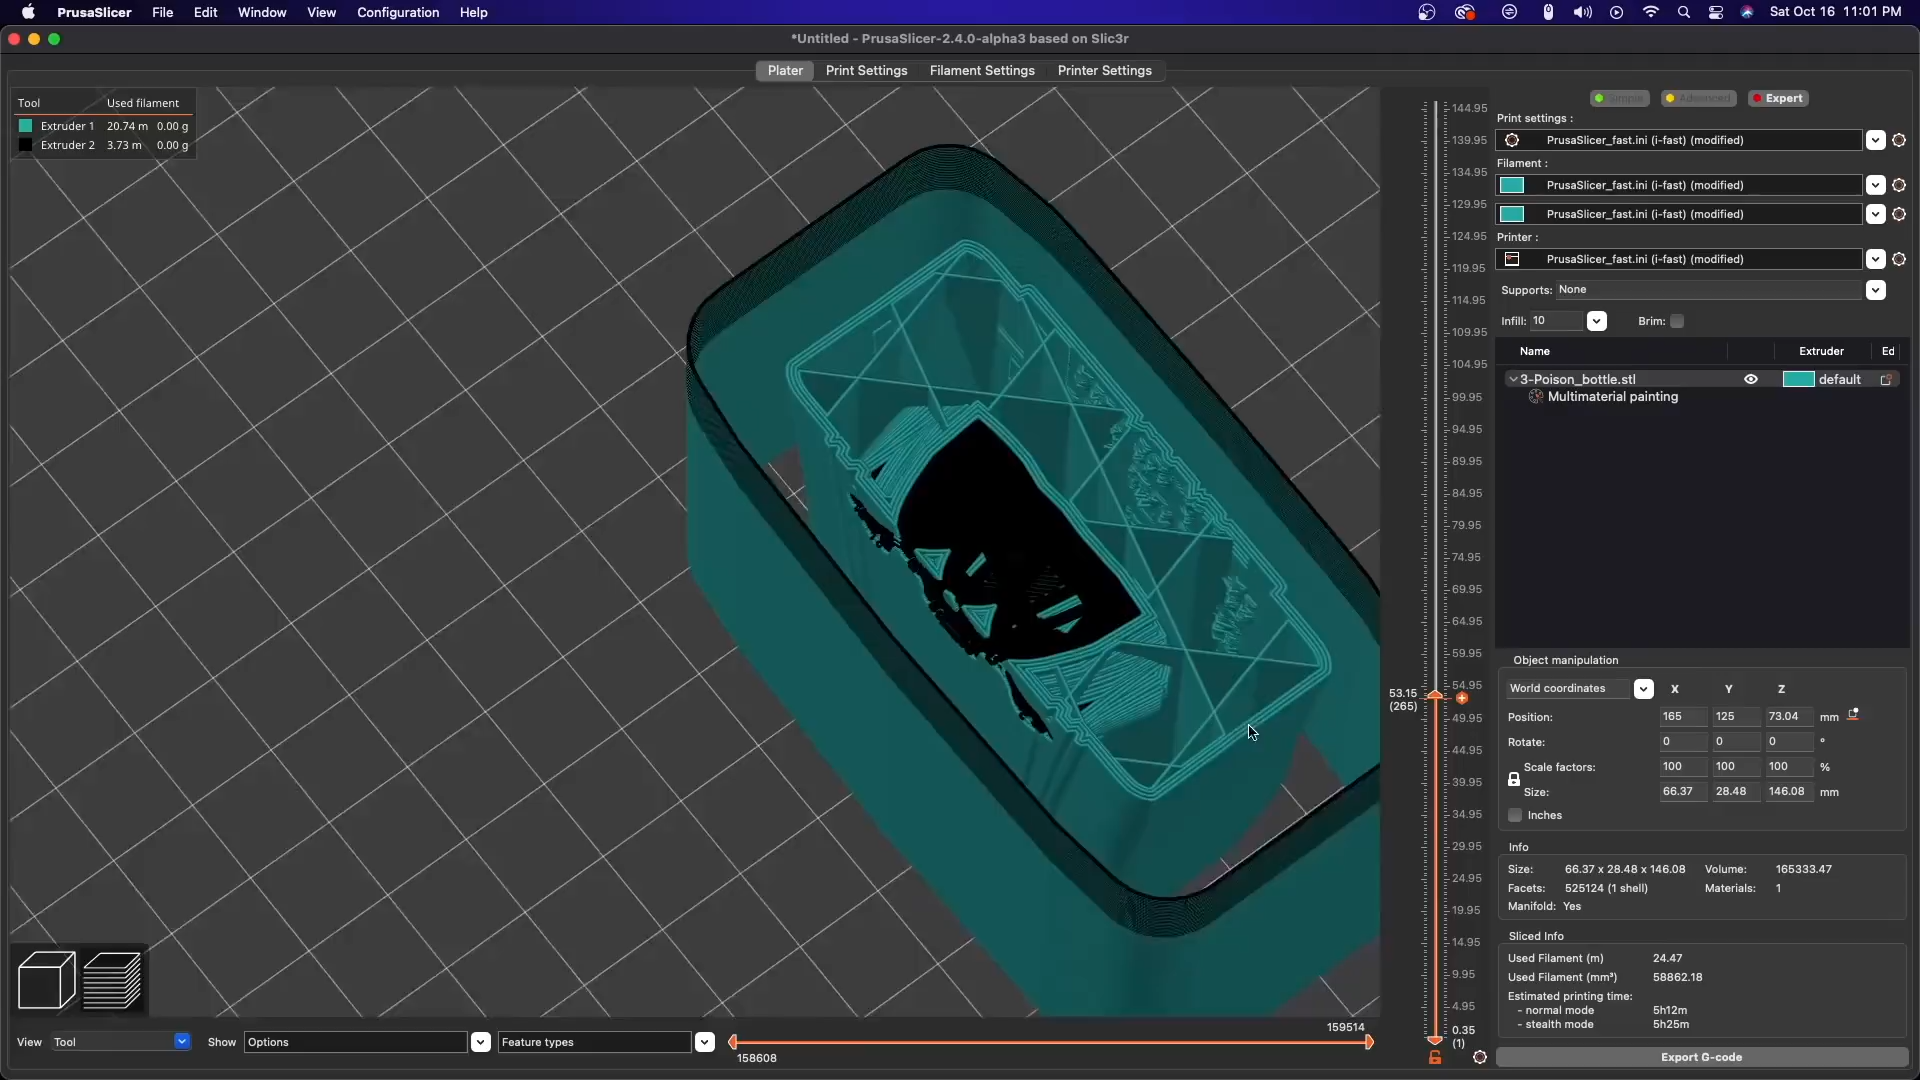 PrusaSlicer File Edit Window View Configuration Help Sat Oct 16 11:01 PM
*Untitled - PrusaSlicer-2.4.0-alpha3 based on Slic3r
Plater Print Settings Filament Settings Printer Settings
Tool Used filament
Extruder 1 20.74 m 0.00 g
Extruder 2 3.73 m 0.00 g
144.95
139.95
134.95
129.95
124.95
119.95
114.95
109.95
104.95
99.95
94.95
89.95
84.95
79.95
74.95
69.95
64.95
59.95
54.95
53.15
(265)
49.95
44.95
39.95
34.95
29.95
24.95
19.95
14.95
9.95
4.95
0.35
(1)
Simple Advanced Expert
Print settings :
PrusaSlicer_fast.ini (i-fast) (modified)
Filament :
PrusaSlicer_fast.ini (i-fast) (modified)
PrusaSlicer_fast.ini (i-fast) (modified)
Printer :
PrusaSlicer_fast.ini (i-fast) (modified)
Supports: None
Infill: 10 Brim:
Name Extruder Ed
3-Poison_bottle.stl default
Multimaterial painting
Object manipulation
World coordinates X Y Z
Position: 165 125 73.04 mm
Rotate: 0 0 0 °
Scale factors: 100 100 100 %
Size: 66.37 28.48 146.08 mm
Inches
Info
Size: 66.37 x 28.48 x 146.08 Volume: 165333.47
Facets: 525124 (1 shell) Materials: 1
Manifold: Yes
Sliced Info
Used Filament (m) 24.47
Used Filament (mm³) 58862.18
Estimated printing time:
- normal mode 5h12m
- stealth mode 5h25m
Export G-code
View Tool Show Options Feature types
159514
158608